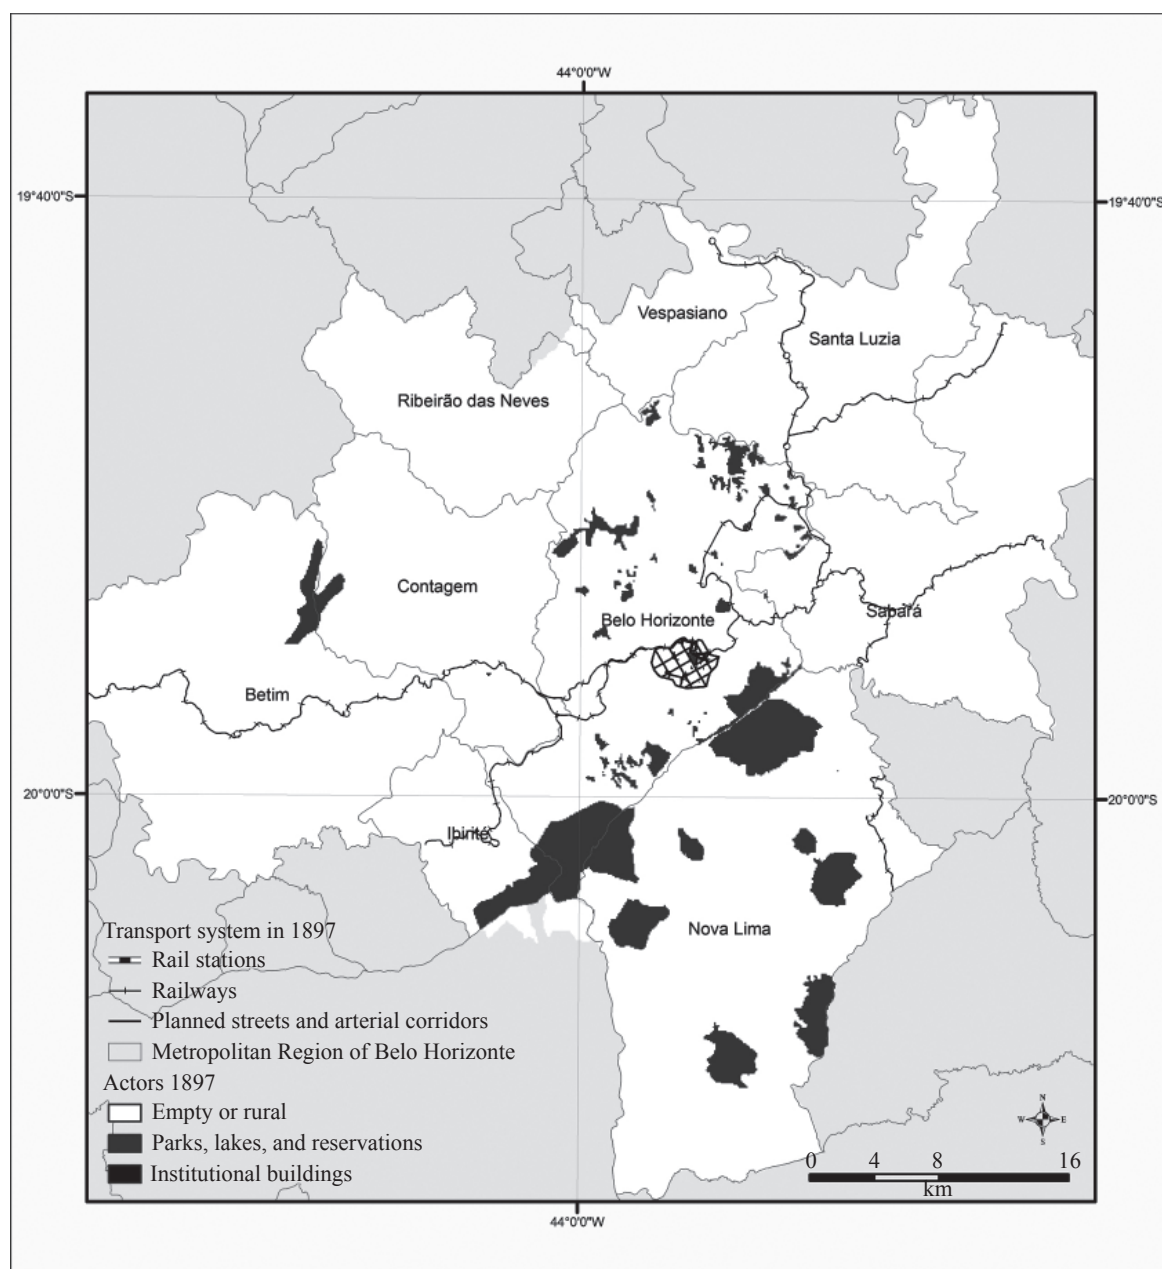 44°0'0"W
19°40'0"S
19°40'0"S
Vespasiano
Santa Luzia
Ribeirão das Neves
Contagem
Belo Horizonte
Sabará
Betim
20°0'0"S
20°0'0"S
Ibirité
Nova Lima
Transport system in 1897
Rail stations
Railways
Planned streets and arterial corridors
Metropolitan Region of Belo Horizonte
Actors 1897
Empty or rural
Parks, lakes, and reservations
Institutional buildings
N
W E
S
0 4 8 16
km
44°0'0"W